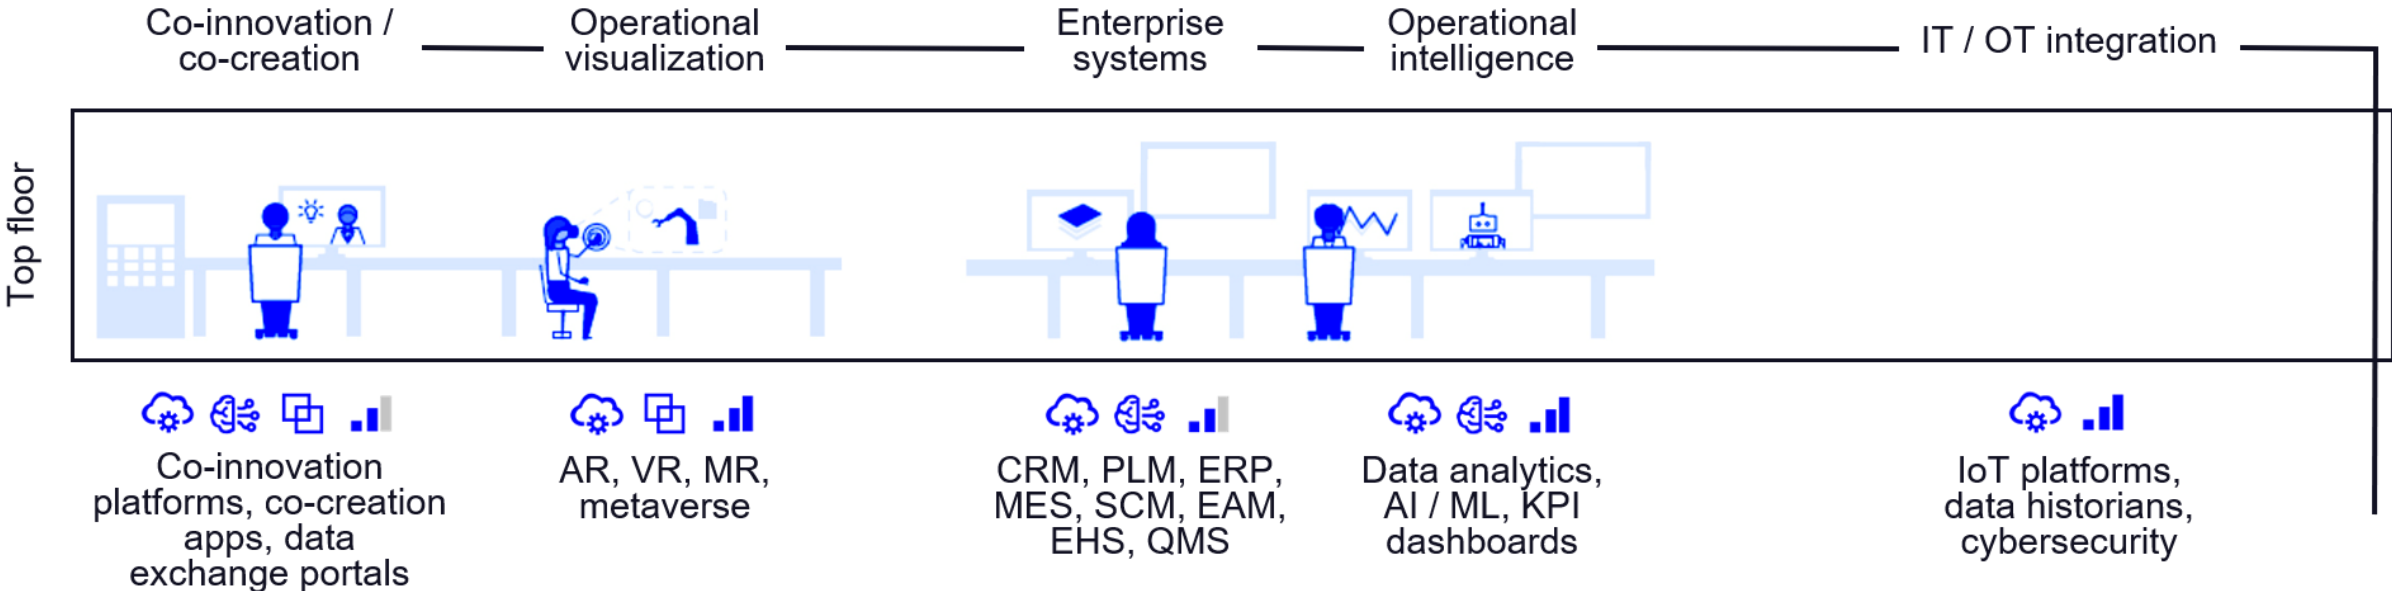 Co-innovation /
co-creation
Operational
visualization
Enterprise
systems
Operational
intelligence
IT / OT integration
Top floor
Co-innovation
platforms, co-creation
apps, data
exchange portals
AR, VR, MR,
metaverse
CRM, PLM, ERP,
MES, SCM, EAM,
EHS, QMS
Data analytics,
AI / ML, KPI
dashboards
IoT platforms,
data historians,
cybersecurity